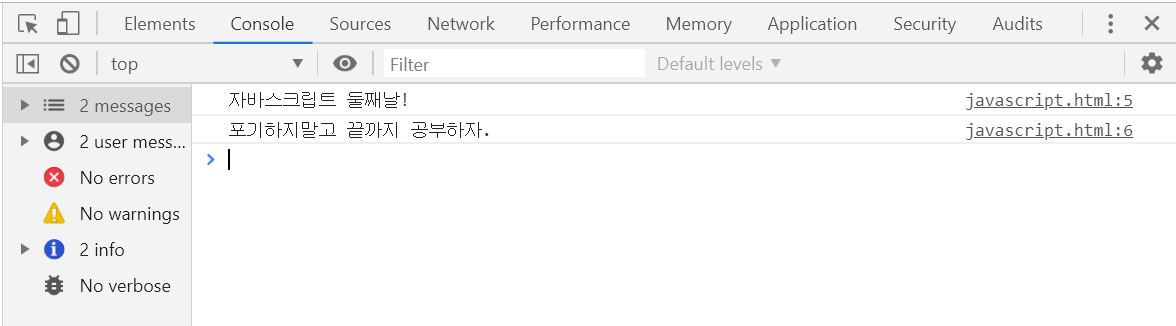 Elements Console Sources Network Performance Memory Application Security Audits
top Filter Default levels
2 messages
2 user mess...
No errors
No warnings
2 info
No verbose
자바스크립트 둘째날! javascript.html:5
포기하지말고 끝까지 공부하자. javascript.html:6